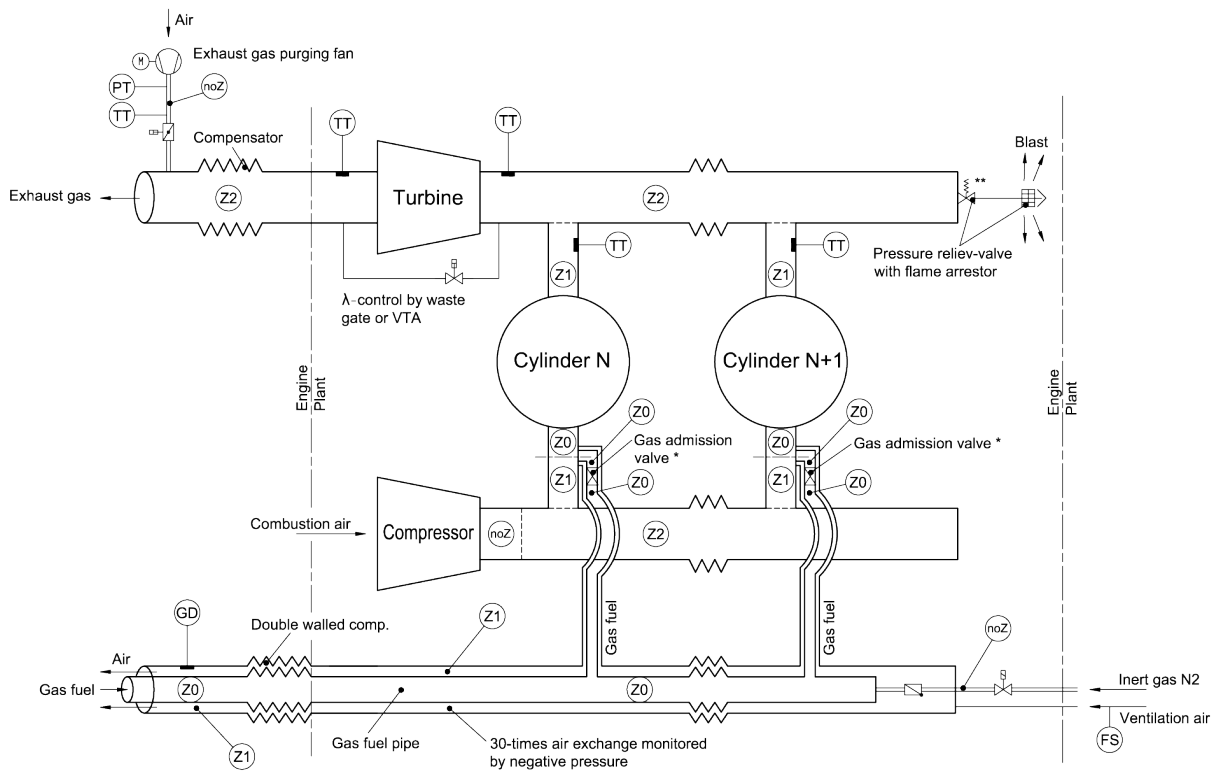 Air
Exhaust gas purging fan
M
PT
noZ
TT
Compensator
TT
TT
Blast
**
Exhaust gas
Z2
Turbine
Z2
Pressure reliev-valve
with flame arrestor
TT
TT
Z1
Z1
λ-control by waste
gate or VTA
Cylinder N
Cylinder N+1
Engine
Plant
Engine
Plant
Z0
Z0
Z0
Z0
Gas admission
valve *
Gas admission valve *
Z1
Z0
Z1
Z0
Combustion air
Compressor
noZ
Z2
Gas fuel
Gas fuel
GD
Double walled comp.
Z1
noZ
Air
Gas fuel
Z0
Z0
Inert gas N2
Ventilation air
FS
Z1
Gas fuel pipe
30-times air exchange monitored
by negative pressure